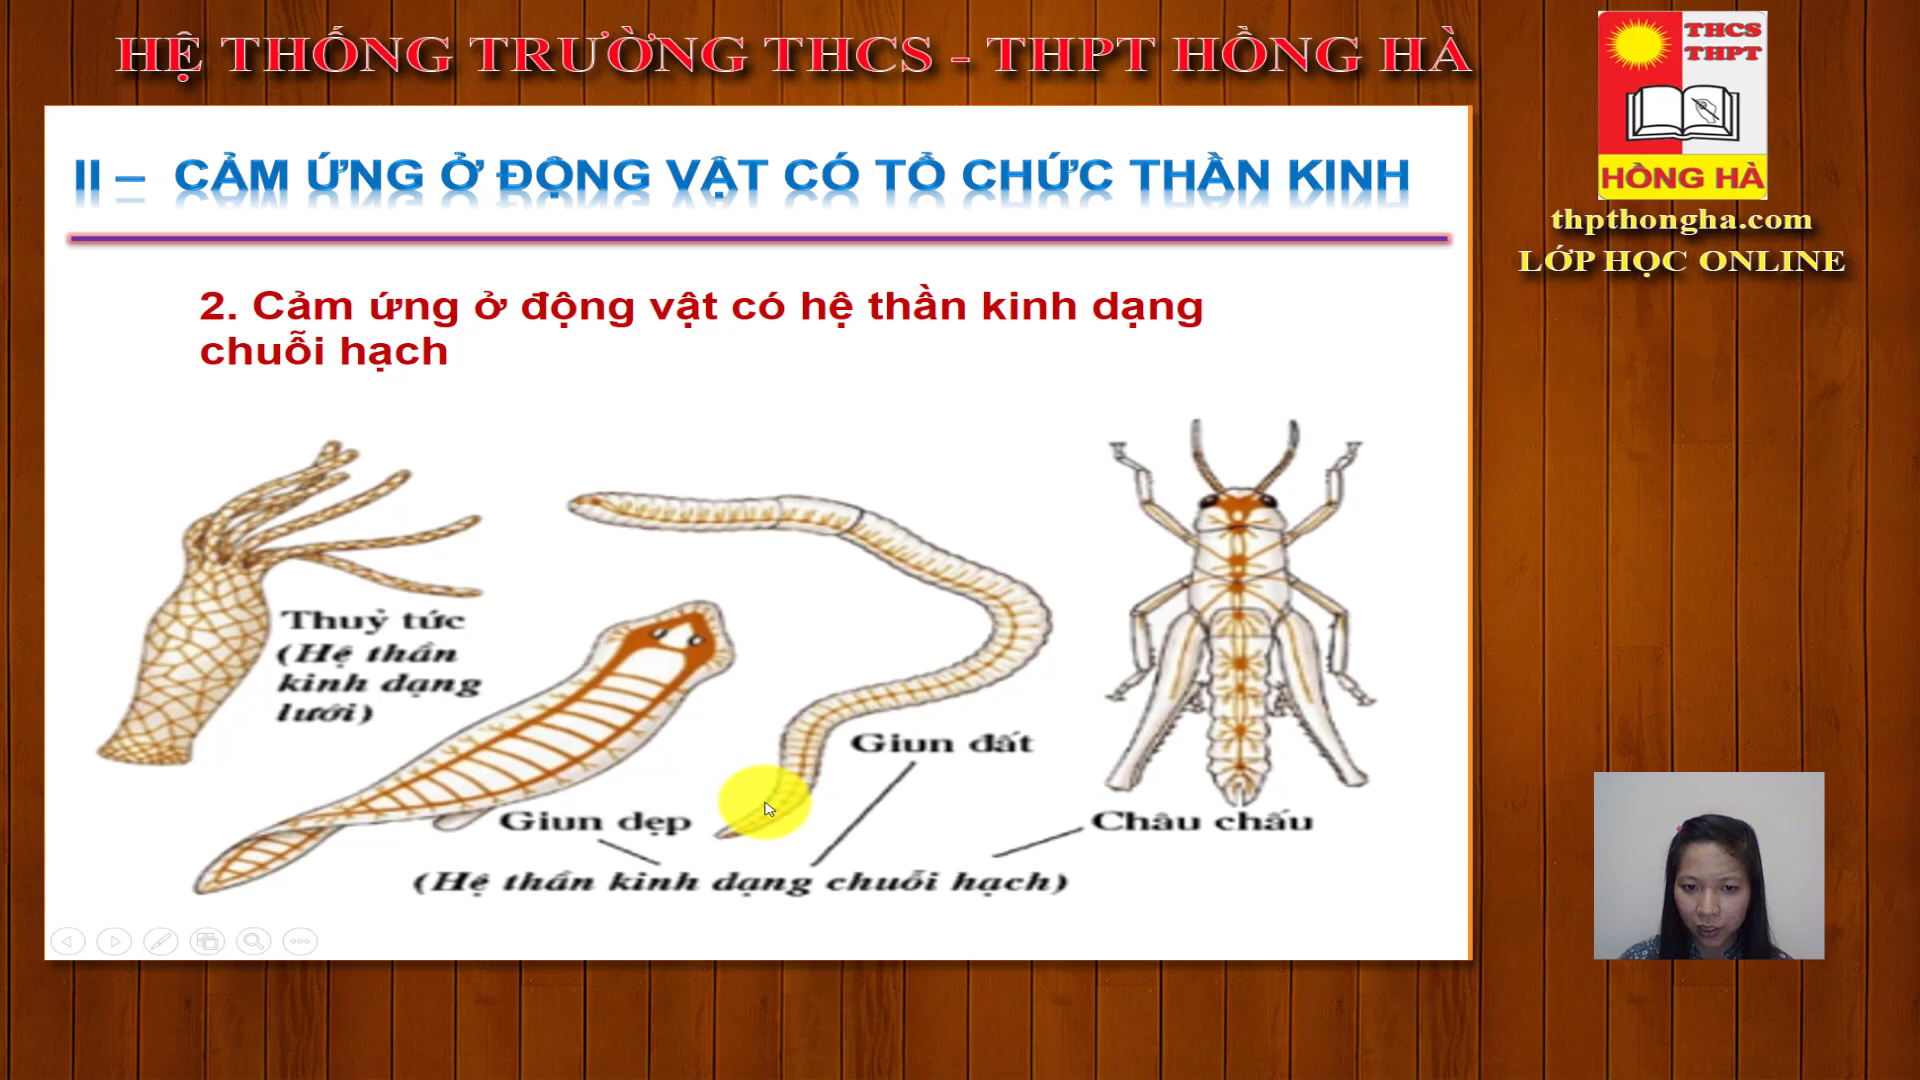 HỆ THỐNG TRƯỜNG THCS - THPT HỒNG HÀ
THCS
THPT
HỒNG HÀ
thpthongha.com
LỚP HỌC ONLINE
II – CẢM ỨNG Ở ĐỘNG VẬT CÓ TỔ CHỨC THẦN KINH
2. Cảm ứng ở động vật có hệ thần kinh dạng
chuỗi hạch
Thuỷ tức
(Hệ thần
kinh dạng
lưới)
Giun đất
Giun dẹp
Châu chấu
(Hệ thần kinh dạng chuỗi hạch)